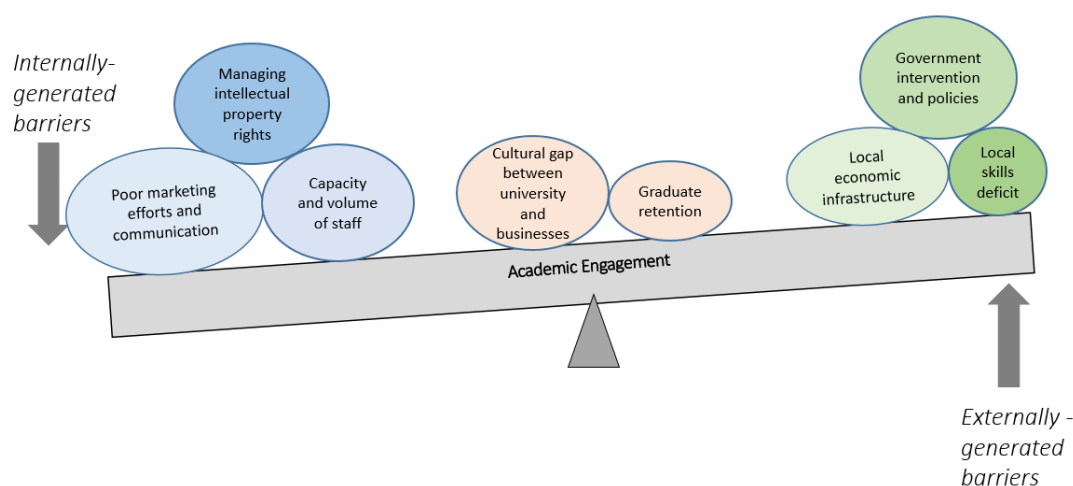 Internally-
generated
barriers
Managing
intellectual
property
rights
Poor marketing
efforts and
communication
Capacity
and volume
of staff
Cultural gap
between
university
and
businesses
Graduate
retention
Government
intervention
and policies
Local
economic
infrastructure
Local
skills
deficit
Academic Engagement
Externally -
generated
barriers